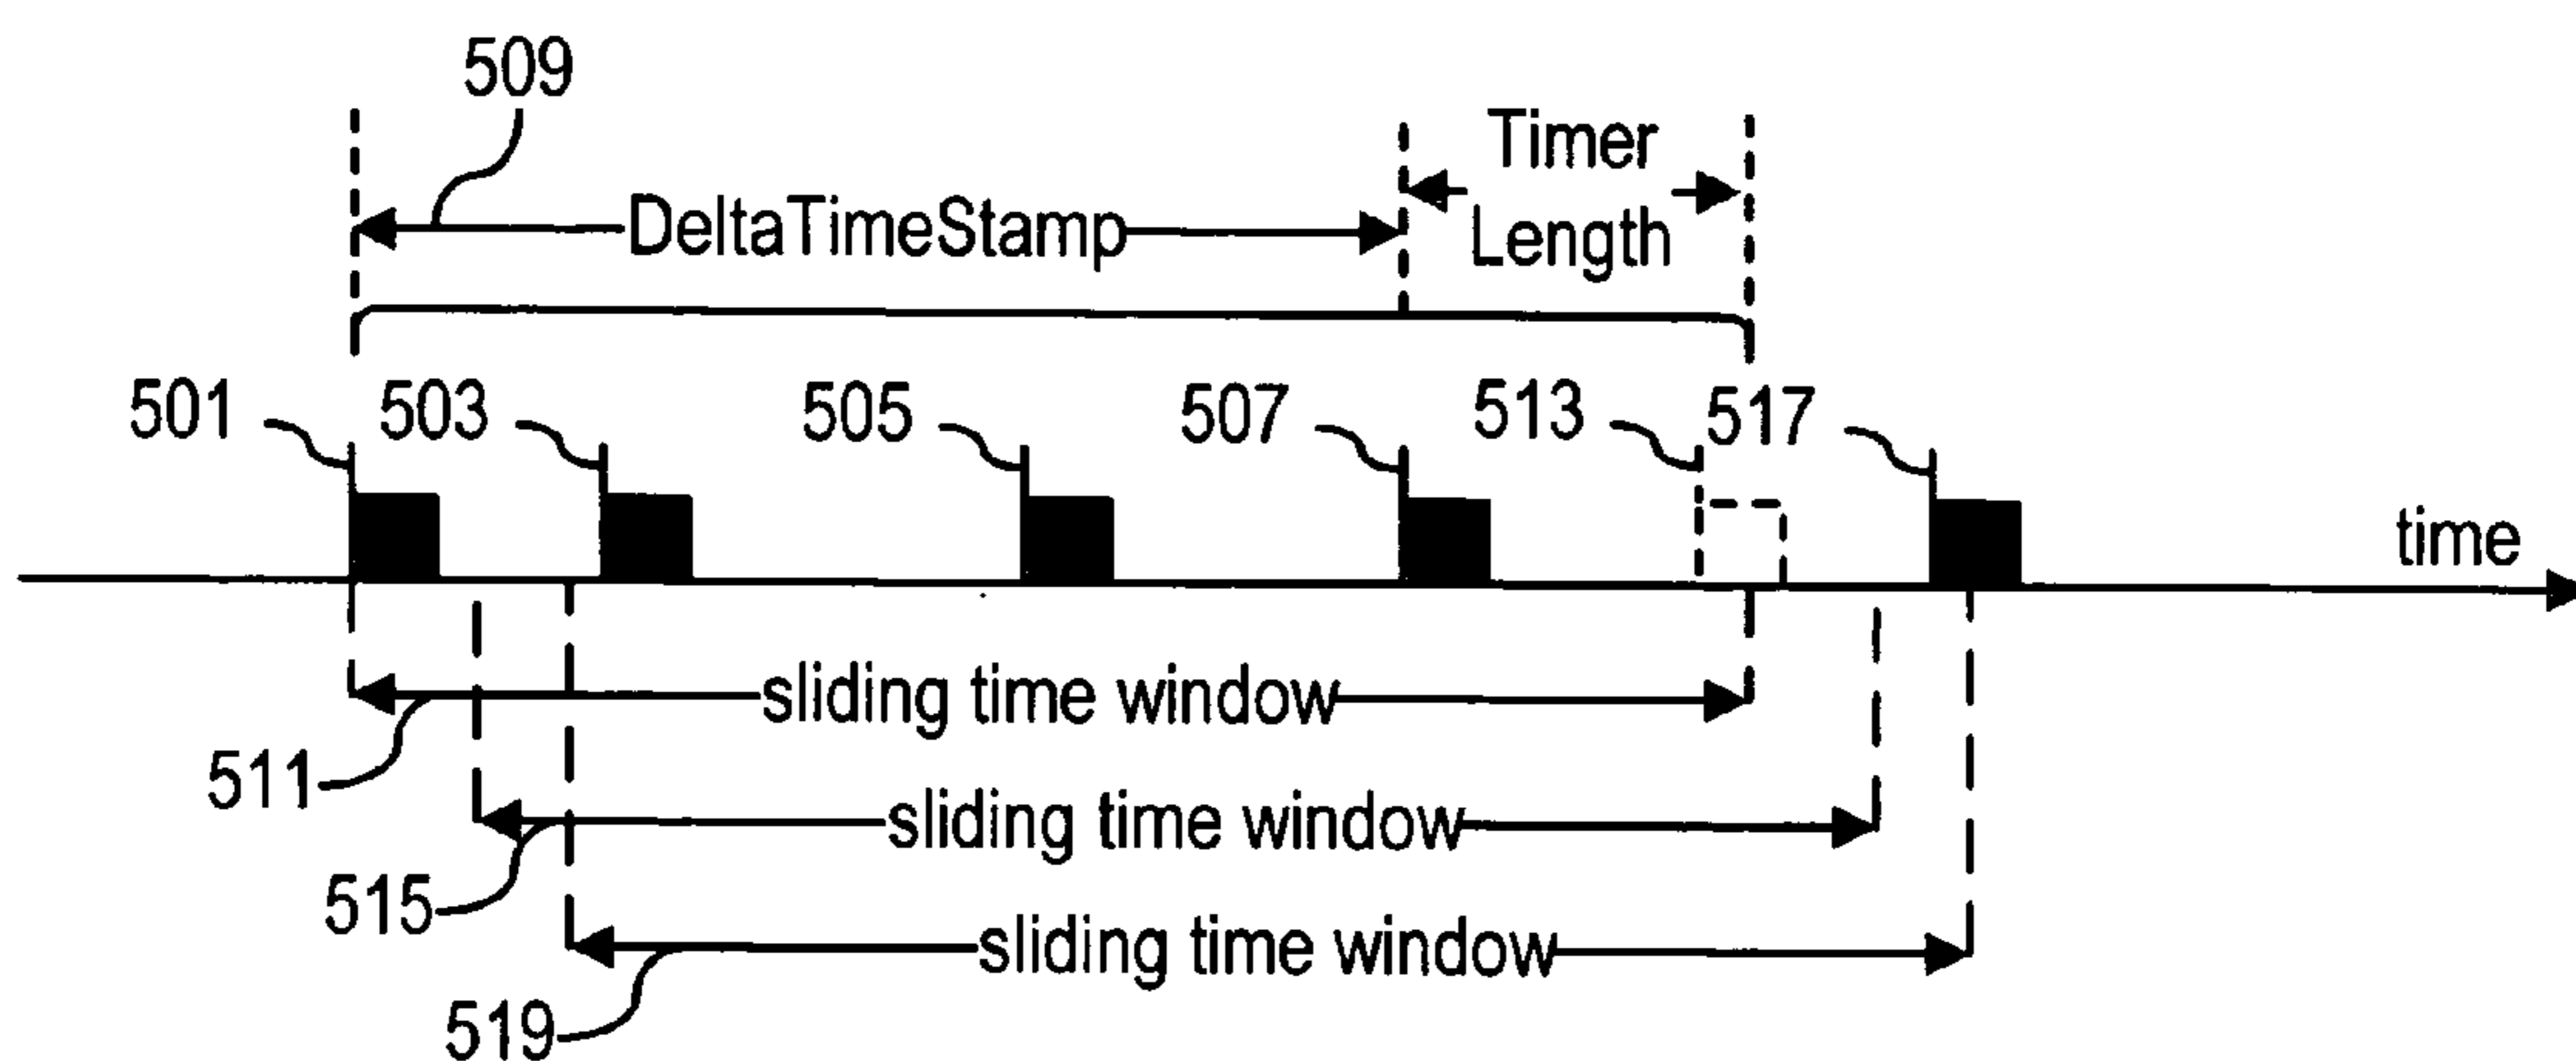 509
Timer
DeltaTimeStamp
Length
501
503
505
507
513
517
time
sliding time window
511
sliding time window
515
sliding time window
519